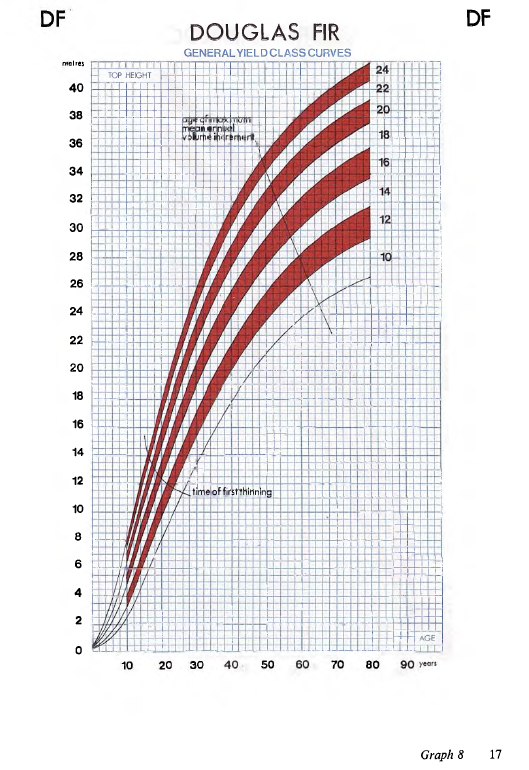 DF
DOUGLAS FIR
DF
GENERAL YIELD CLASS CURVES
metres
TOP HEIGHT
age of maximum
mean annual
volume increment
24
22
20
18
16
14
12
10
40
38
36
34
32
30
28
26
24
22
20
18
16
14
12
10
8
6
4
2
0
time of first thinning
AGE
10 20 30 40 50 60 70 80 90 years
Graph 8 17